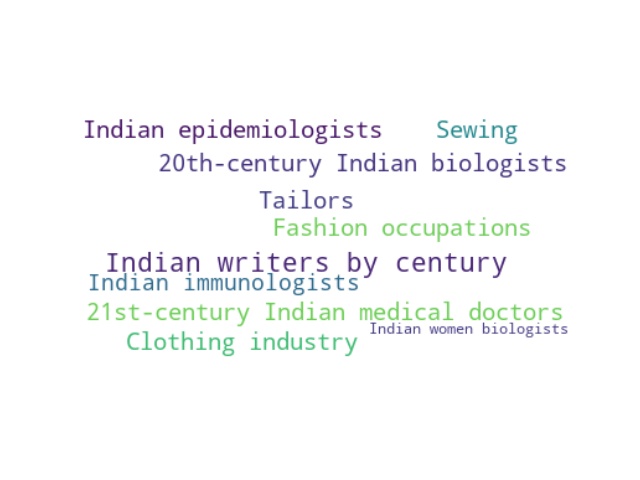 Indian epidemiologists
Sewing
20th-century Indian biologists
Tailors
Fashion occupations
Indian writers by century
Indian immunologists
21st-century Indian medical doctors
Indian women biologists
Clothing industry